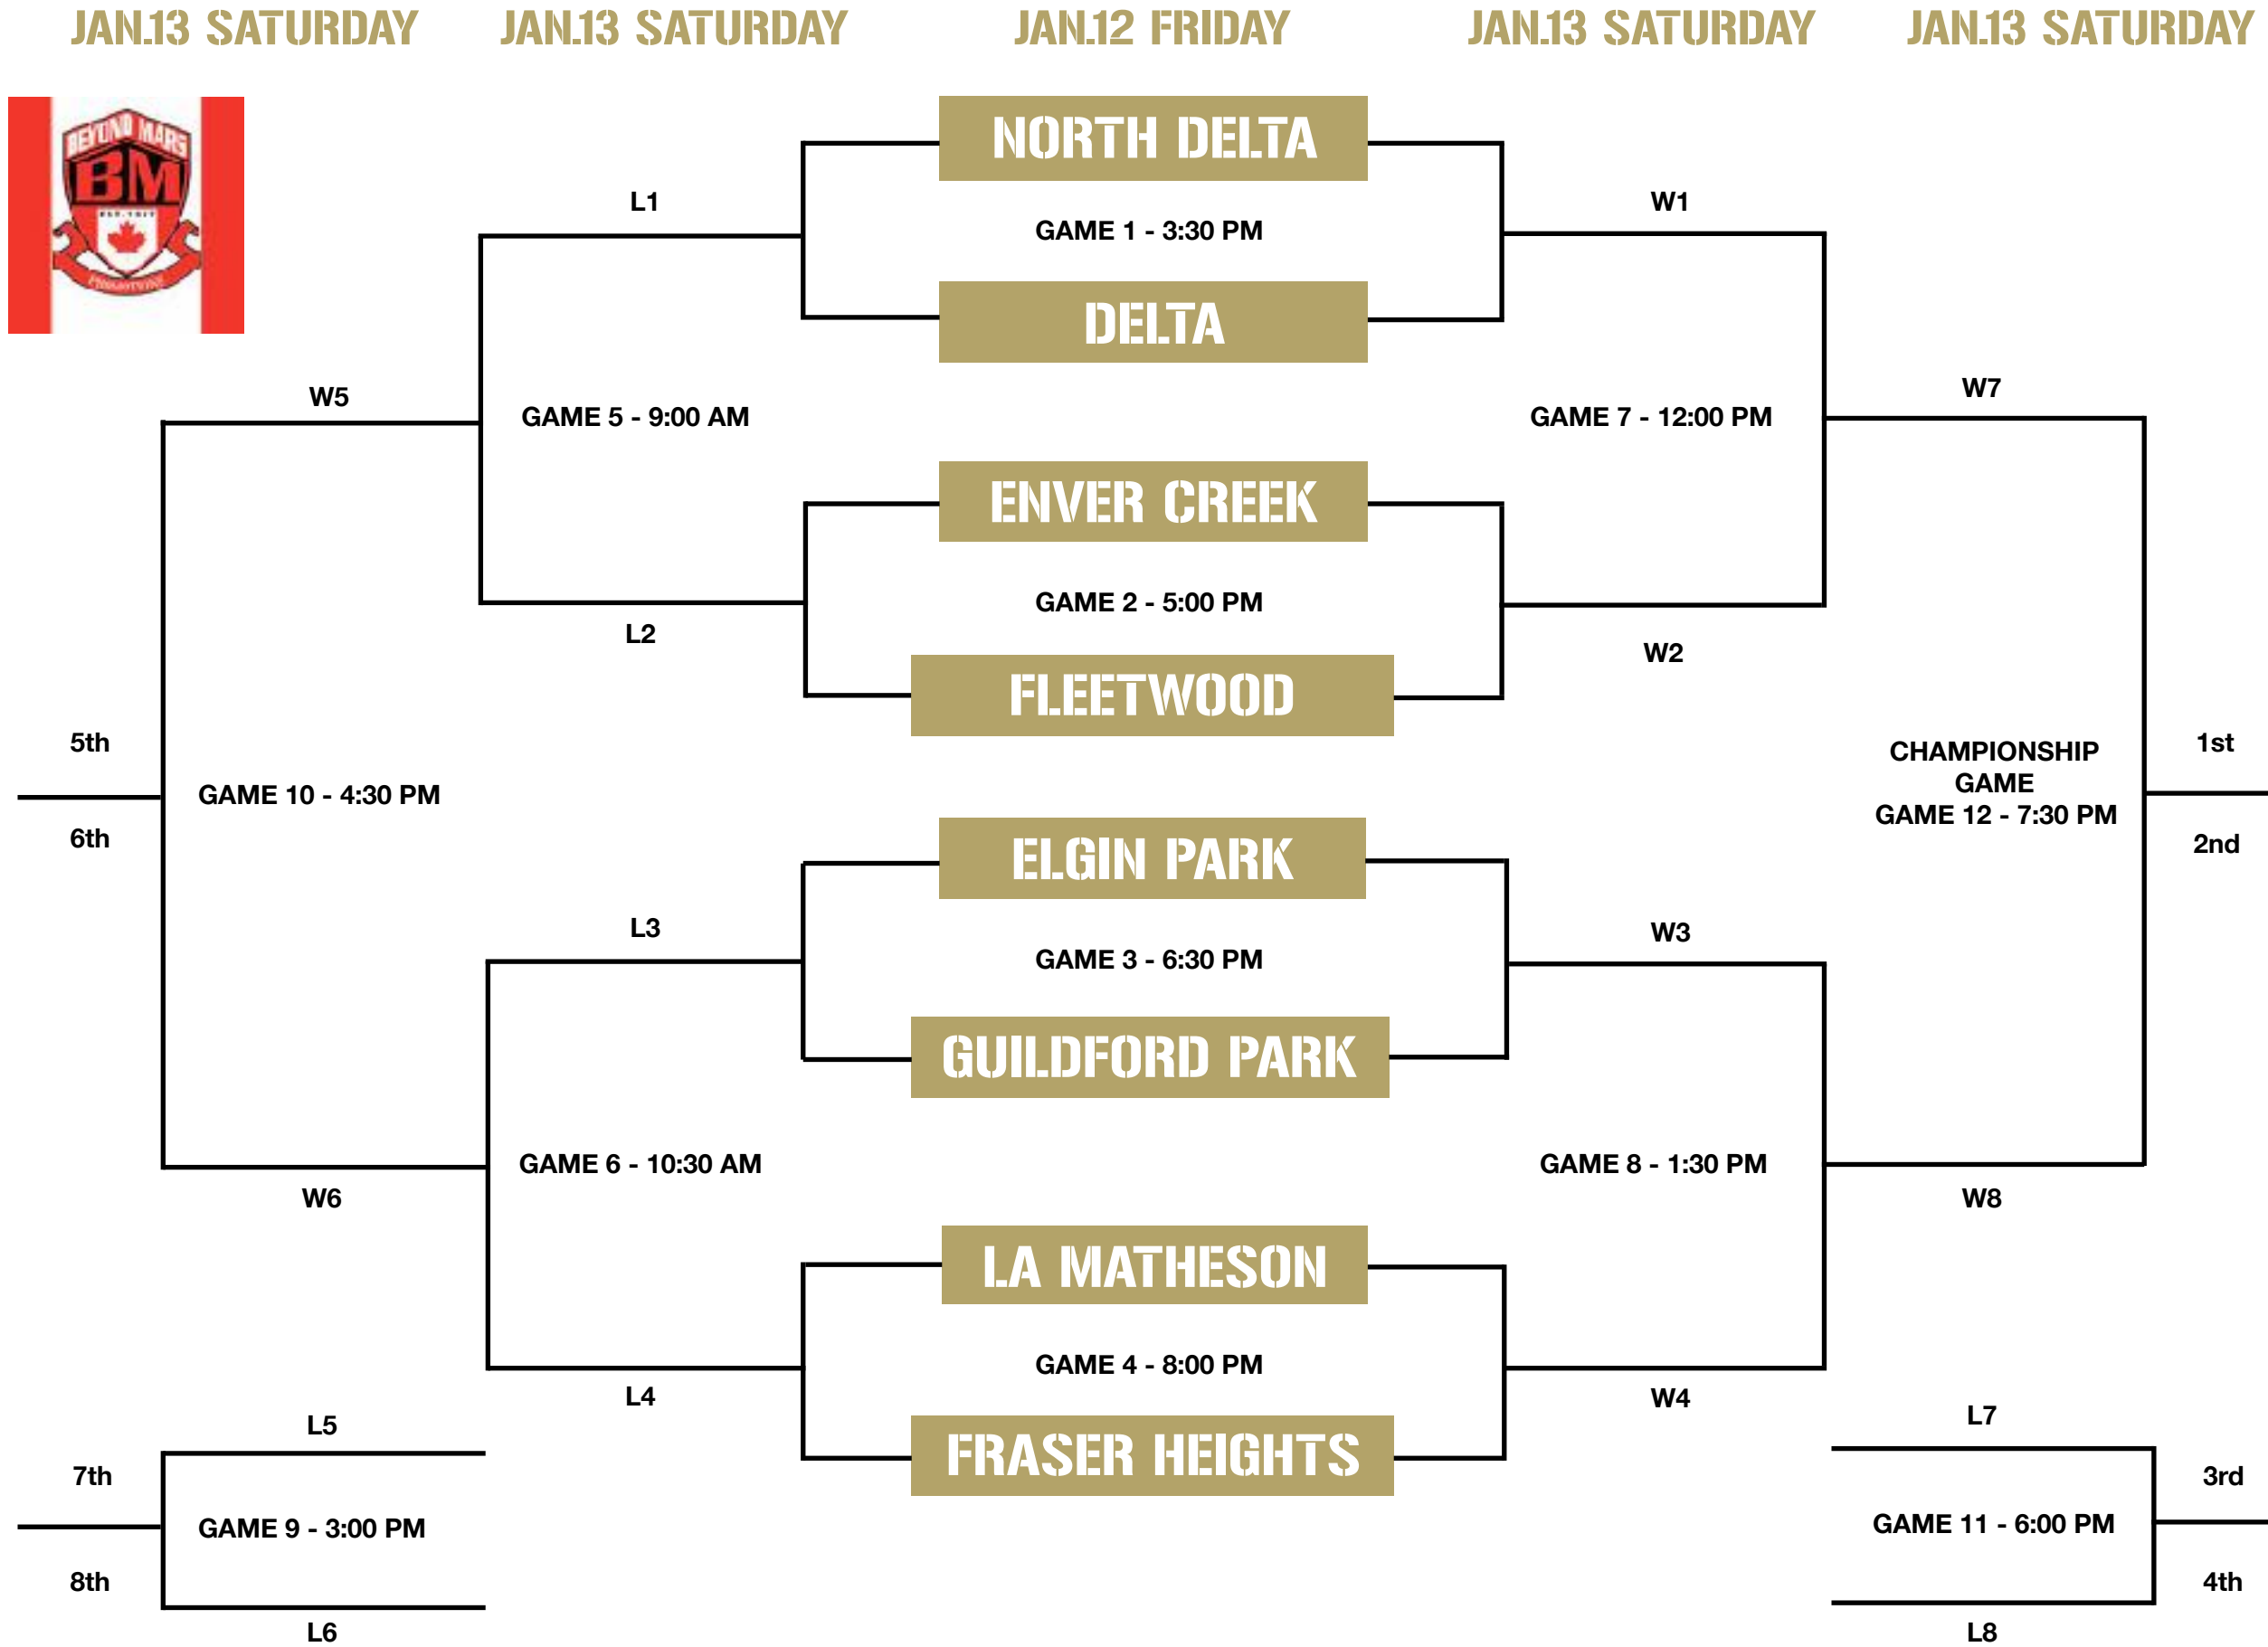 JAN.13 SATURDAY
JAN.13 SATURDAY
JAN.12 FRIDAY
JAN.13 SATURDAY
JAN.13 SATURDAY
BEYOND MARS
BM
EST. 2017
PROMOTIONS
NORTH DELTA
L1
W1
GAME 1 - 3:30 PM
DELTA
W5
W7
GAME 5 - 9:00 AM
GAME 7 - 12:00 PM
ENVER CREEK
GAME 2 - 5:00 PM
L2
W2
FLEETWOOD
5th
1st
CHAMPIONSHIP
GAME
GAME 12 - 7:30 PM
GAME 10 - 4:30 PM
6th
2nd
ELGIN PARK
L3
W3
GAME 3 - 6:30 PM
GUILDFORD PARK
GAME 6 - 10:30 AM
GAME 8 - 1:30 PM
W6
W8
LA MATHESON
GAME 4 - 8:00 PM
L4
W4
L5
L7
FRASER HEIGHTS
7th
3rd
GAME 9 - 3:00 PM
GAME 11 - 6:00 PM
8th
4th
L6
L8